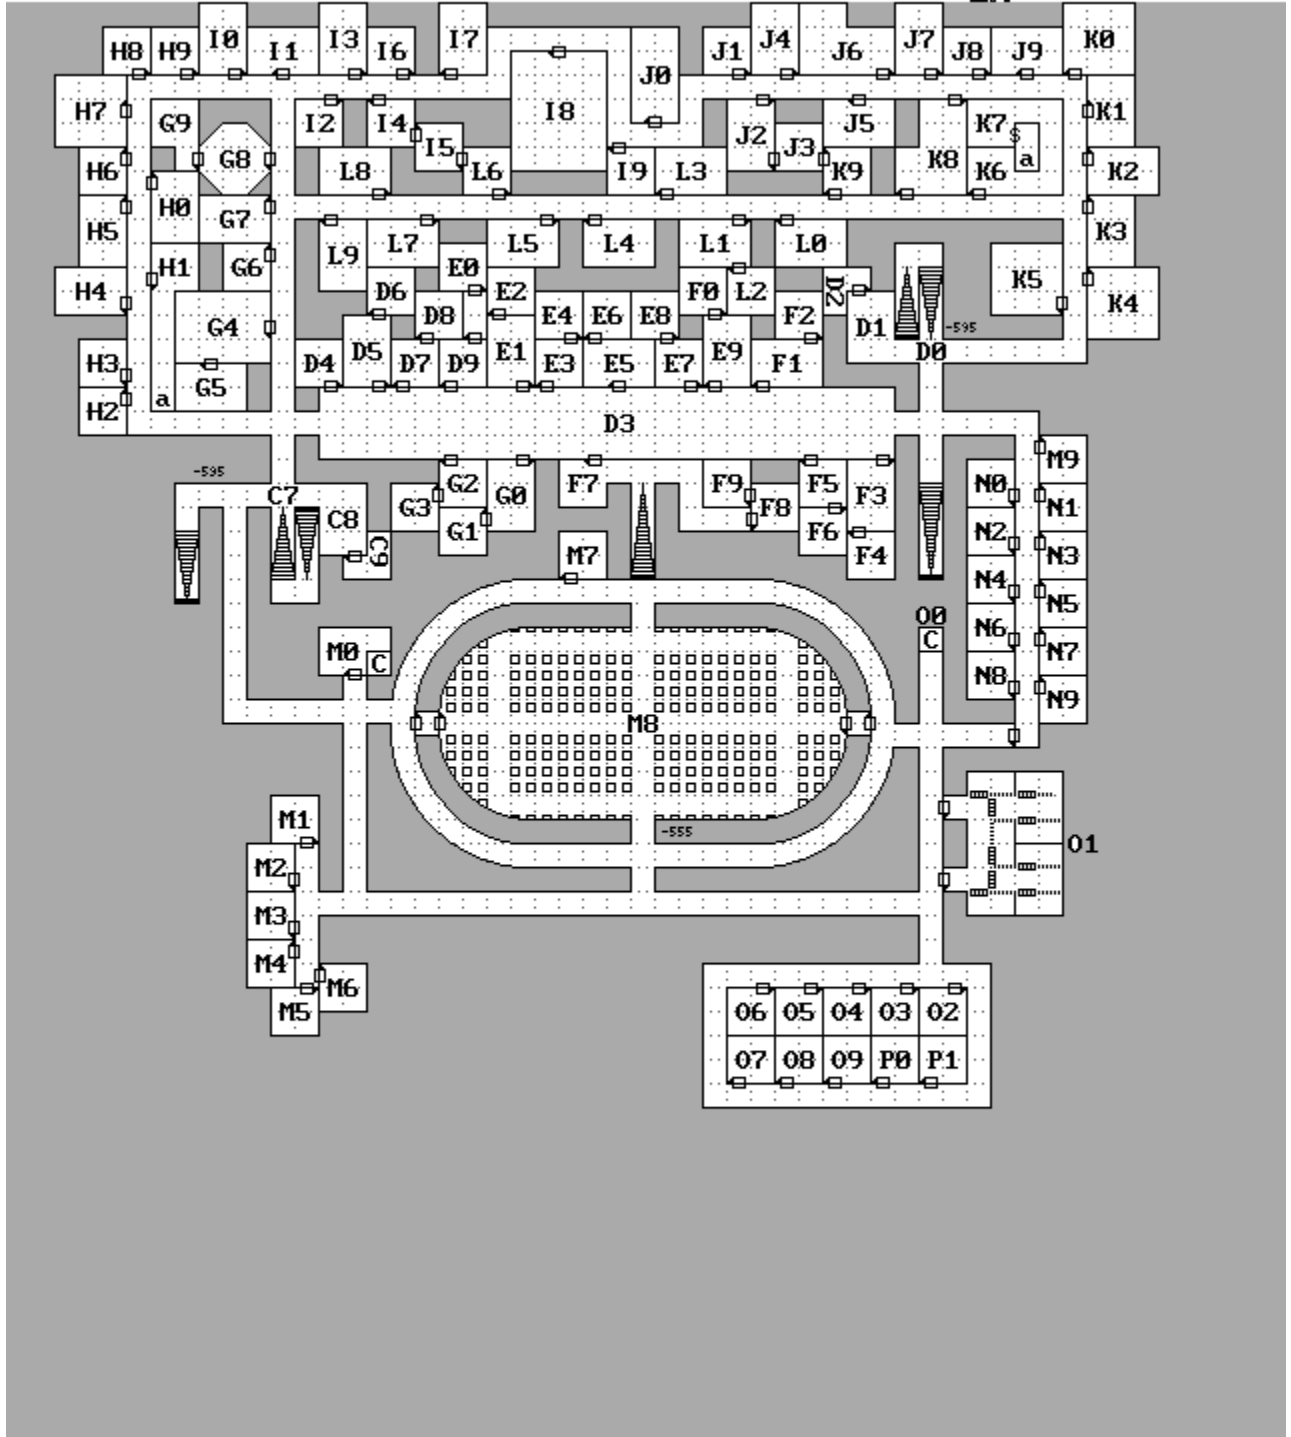 I0 I3 I7 J4 J7 K0
H8 H9 I1 I6 J1 J6 J8 J9
J0
H7 G9 I2 I4 I8 J2 J5 K7 $ K1
G8 I5 J3 K8 a
H6 L8 L6 I9 L3 K9 K6 K2
H0 G7
H5 L9 L7 L5 L4 L1 L0 K3
H1 G6 E0 K5
H4 D6 E2 F0 L2 D2 K4
G4 D8 E4 E6 E8 F2 D1 -595
H3 D4 D5 D7 D9 E1 E3 E5 E7 E9 F1 D0
G5
H2 a D3
M9
-595 G2 F7 F9 F5 N0
C7 G3 G0 F8 F3 N1
C8 G1 F6 N2
C9 M7 F4 N3
N4
O0 N5
M0 C C N6 N7
N8
M8 N9
M1 -555
O1
M2
M3
M4
M6
M5 O6 O5 O4 O3 O2
O7 O8 O9 P0 P1